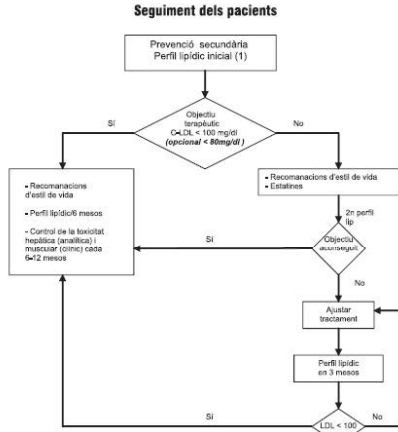 Seguiment dels pacients
Prevenció secundària
Perfil lipídic inicial (1)
Objectiu
terapèutic
C-LDL < 100 mg/dl
(opcional < 80mg/dl )
Sí
No
- Recomanacions
d'estil de vida
- Perfil lipídic/6 mesos
- Control de la toxicitat
hepàtica (analítica) i
muscular (clínic) cada
6-12 mesos
- Recomanacions d'estil de vida
- Estatines
2n perfil
lip
Objectiu
aconseguit
Sí
No
Ajustar
tractament
Perfil lipídic
en 3 mesos
Sí
LDL < 100
No